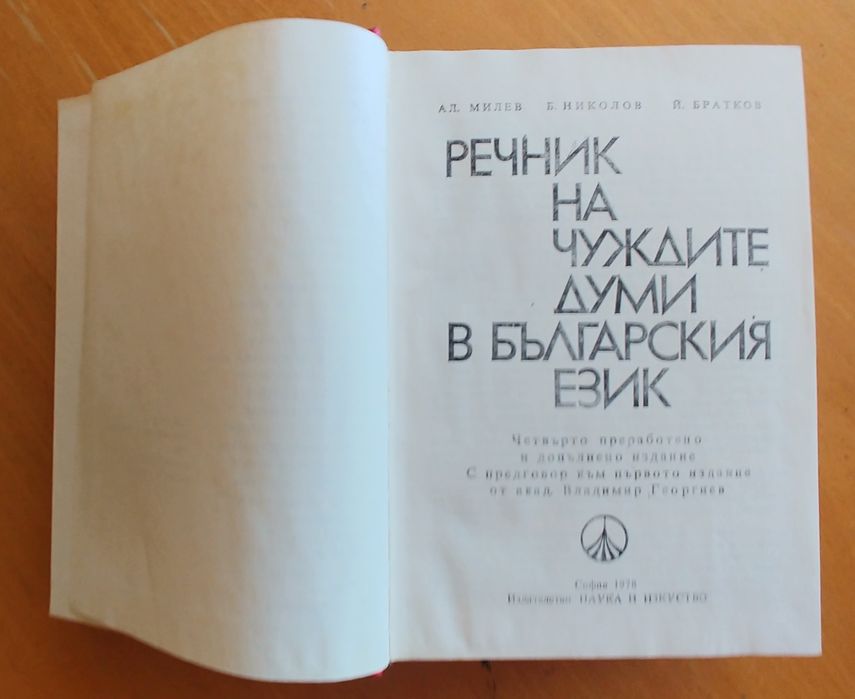 АЛ. МИЛЕВ Б. НИКОЛОВ Й. БРАТКОВ
РЕЧНИК
НА
ЧУЖДИТЕ
ДУМИ
В БЪЛГАРСКИЯ
ЕЗИК
Четвърто преработено
и допълнено издание
С предговор към първото издание
от акад. Владимир Георгиев
София 1978
Издателство НАУКА И ИЗКУСТВО